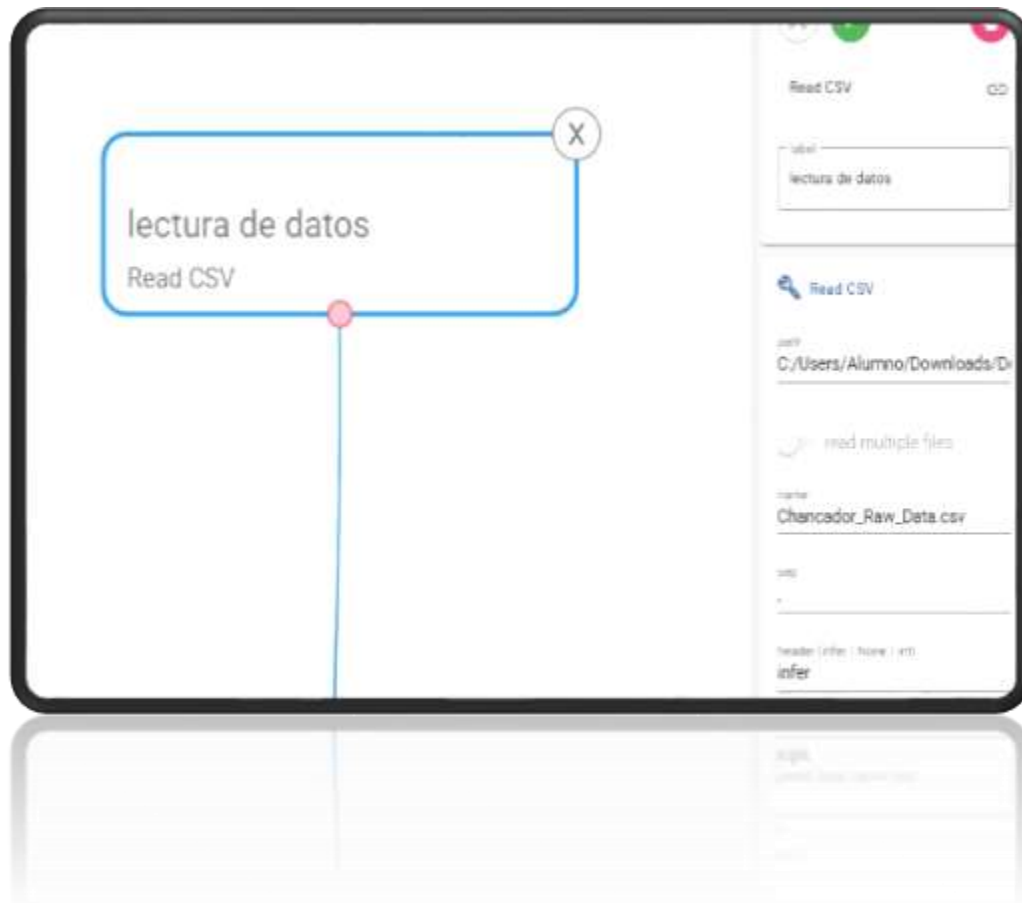 X
lectura de datos
Read CSV
Read CSV
label
lectura de datos
Read CSV
path
C:/Users/Alumno/Downloads/D
read multiple files
name
Chancador_Raw_Data.csv
sep
header (infer | None | int)
infer